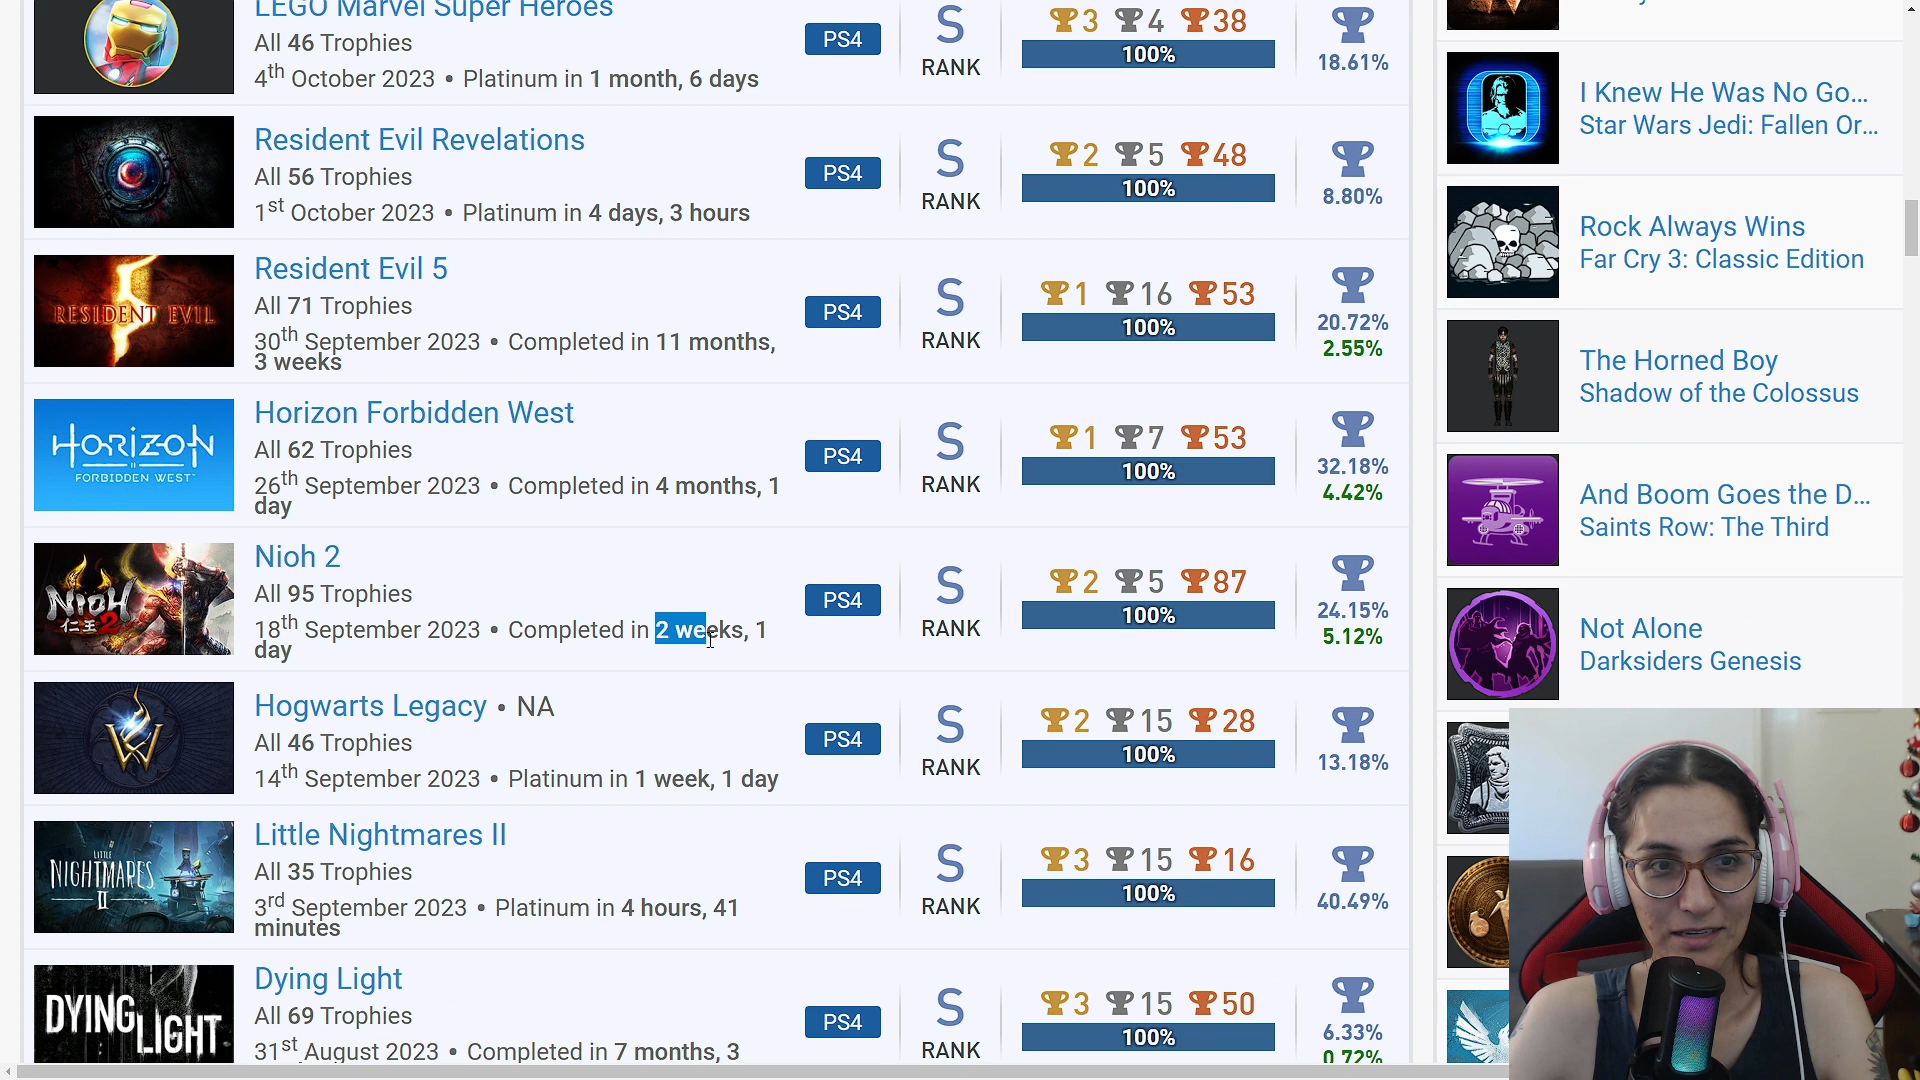 LEGO Marvel Super Heroes
All 46 Trophies
4th October 2023 • Platinum in 1 month, 6 days
PS4
S
RANK
3 4 38
100%
18.61%
Resident Evil Revelations
All 56 Trophies
1st October 2023 • Platinum in 4 days, 3 hours
PS4
S
RANK
2 5 48
100%
8.80%
RESIDENT EVIL
Resident Evil 5
All 71 Trophies
30th September 2023 • Completed in 11 months,
3 weeks
PS4
S
RANK
1 16 53
100%
20.72%
2.55%
HORIZON
FORBIDDEN WEST
Horizon Forbidden West
All 62 Trophies
26th September 2023 • Completed in 4 months, 1
day
PS4
S
RANK
1 7 53
100%
32.18%
4.42%
NIOH 2
仁王
Nioh 2
All 95 Trophies
18th September 2023 • Completed in 2 weeks, 1
day
PS4
S
RANK
2 5 87
100%
24.15%
5.12%
Hogwarts Legacy • NA
All 46 Trophies
14th September 2023 • Platinum in 1 week, 1 day
PS4
S
RANK
2 15 28
100%
13.18%
LITTLE
NIGHTMARES
II
Little Nightmares II
All 35 Trophies
3rd September 2023 • Platinum in 4 hours, 41
minutes
PS4
S
RANK
3 15 16
100%
40.49%
DYING LIGHT
Dying Light
All 69 Trophies
31st August 2023 • Completed in 7 months, 3
PS4
S
RANK
3 15 50
100%
6.33%
0.72%
I Knew He Was No Go...
Star Wars Jedi: Fallen Or...
Rock Always Wins
Far Cry 3: Classic Edition
The Horned Boy
Shadow of the Colossus
And Boom Goes the D...
Saints Row: The Third
Not Alone
Darksiders Genesis